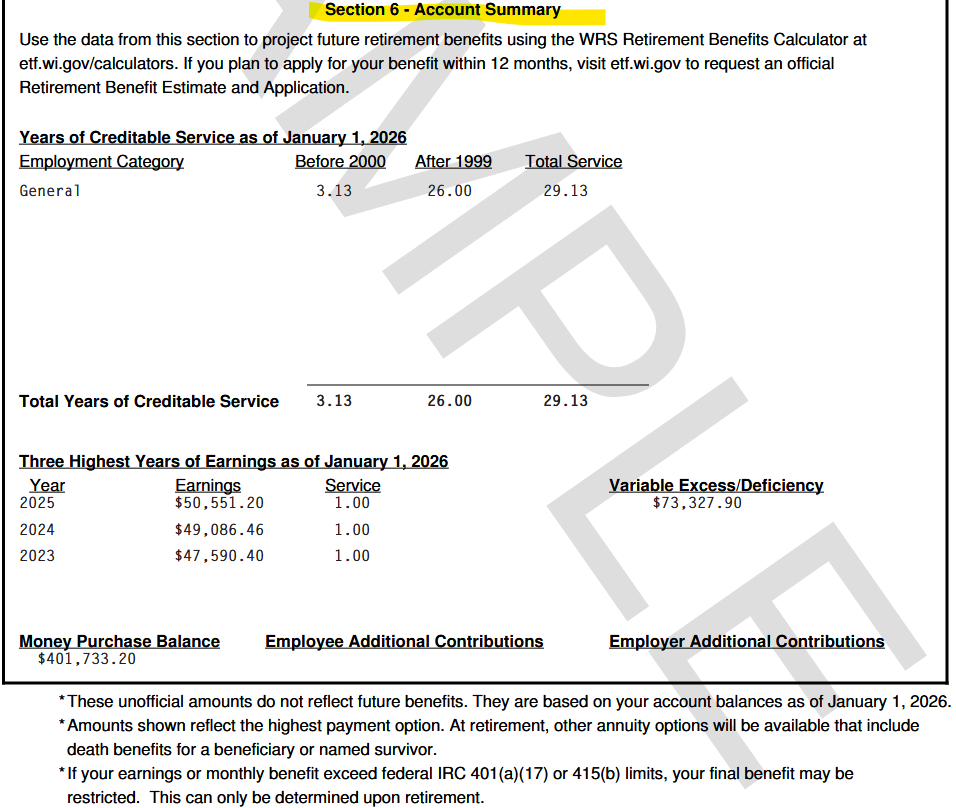 Section 6 - Account Summary
Use the data from this section to project future retirement benefits using the WRS Retirement Benefits Calculator at
etf.wi.gov/calculators. If you plan to apply for your benefit within 12 months, visit etf.wi.gov to request an official
Retirement Benefit Estimate and Application.
Years of Creditable Service as of January 1, 2026
Employment Category Before 2000 After 1999 Total Service
General 3.13 26.00 29.13
Total Years of Creditable Service 3.13 26.00 29.13
Three Highest Years of Earnings as of January 1, 2026
Year Earnings Service Variable Excess/Deficiency
2025 $50,551.20 1.00 $73,327.90
2024 $49,086.46 1.00
2023 $47,590.40 1.00
Money Purchase Balance Employee Additional Contributions Employer Additional Contributions
$401,733.20
*These unofficial amounts do not reflect future benefits. They are based on your account balances as of January 1, 2026.
*Amounts shown reflect the highest payment option. At retirement, other annuity options will be available that include
death benefits for a beneficiary or named survivor.
*If your earnings or monthly benefit exceed federal IRC 401(a)(17) or 415(b) limits, your final benefit may be
restricted. This can only be determined upon retirement.
MPLE